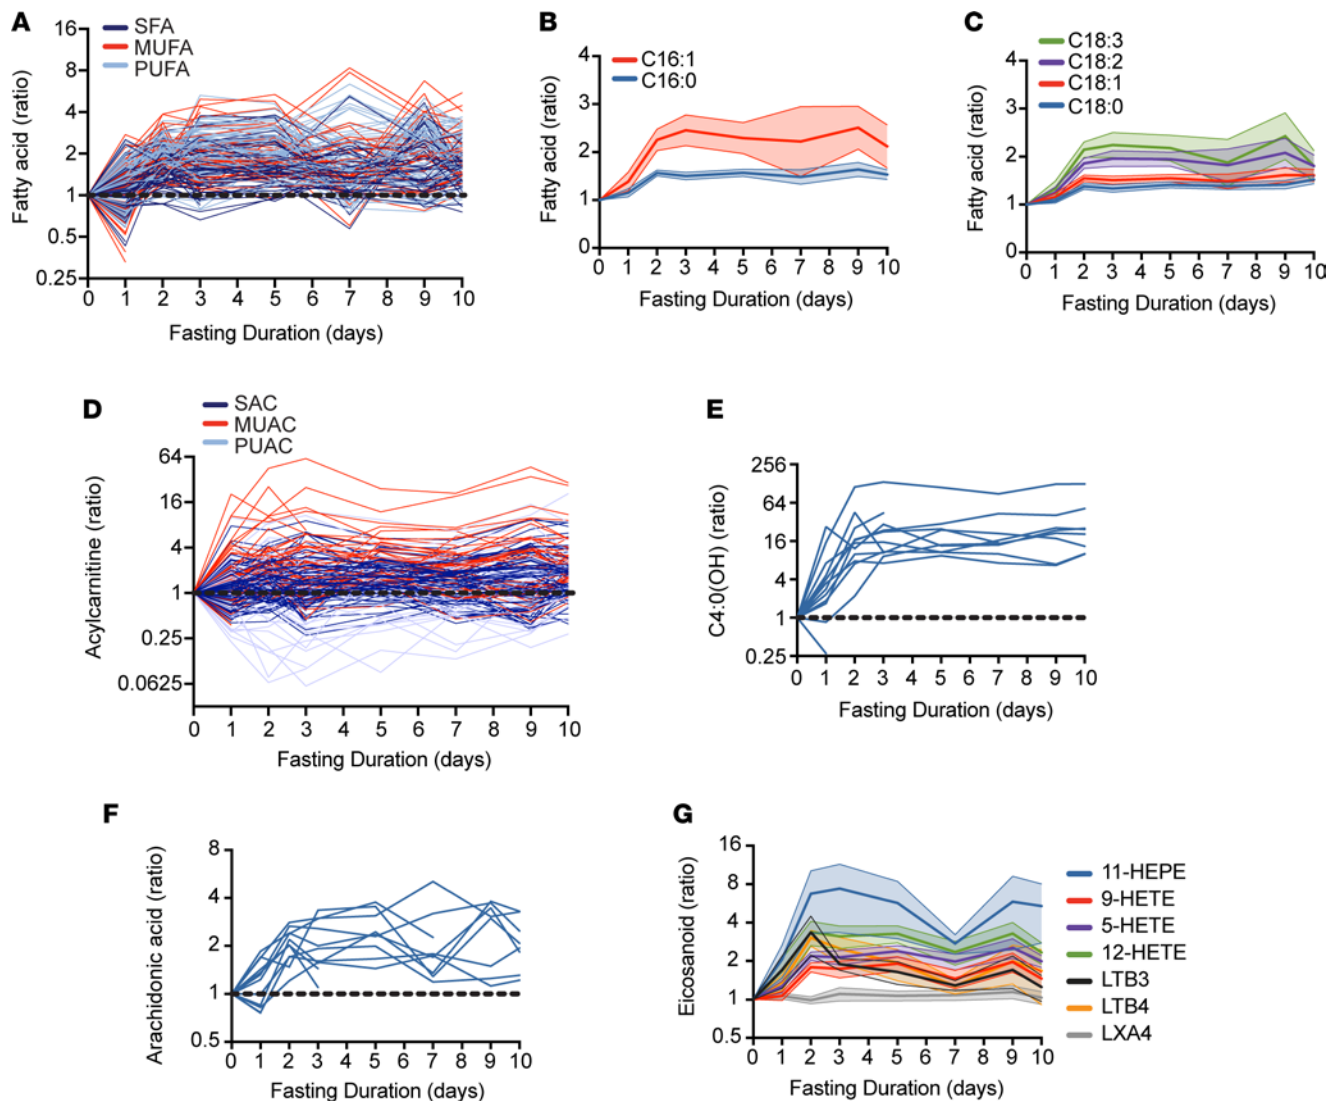 A
SFA
MUFA
PUFA
Fatty acid (ratio)
16
8
4
2
1
0.5
0.25
0 1 2 3 4 5 6 7 8 9 10
Fasting Duration (days)
B
C16:1
C16:0
Fatty acid (ratio)
4
3
2
1
0
0 1 2 3 4 5 6 7 8 9 10
Fasting Duration (days)
C
C18:3
C18:2
C18:1
C18:0
Fatty acid (ratio)
4
3
2
1
0
0 1 2 3 4 5 6 7 8 9 10
Fasting Duration (days)
D
SAC
MUAC
PUAC
Acylcarnitine (ratio)
64
16
4
1
0.25
0.0625
0 1 2 3 4 5 6 7 8 9 10
Fasting Duration (days)
E
C4:0(OH) (ratio)
256
64
16
4
1
0.25
0 1 2 3 4 5 6 7 8 9 10
Fasting Duration (days)
F
Arachidonic acid (ratio)
8
4
2
1
0.5
0 1 2 3 4 5 6 7 8 9 10
Fasting Duration (days)
G
Eicosanoid (ratio)
16
8
4
2
1
0.5
0 1 2 3 4 5 6 7 8 9 10
Fasting Duration (days)
11-HEPE
9-HETE
5-HETE
12-HETE
LTB3
LTB4
LXA4